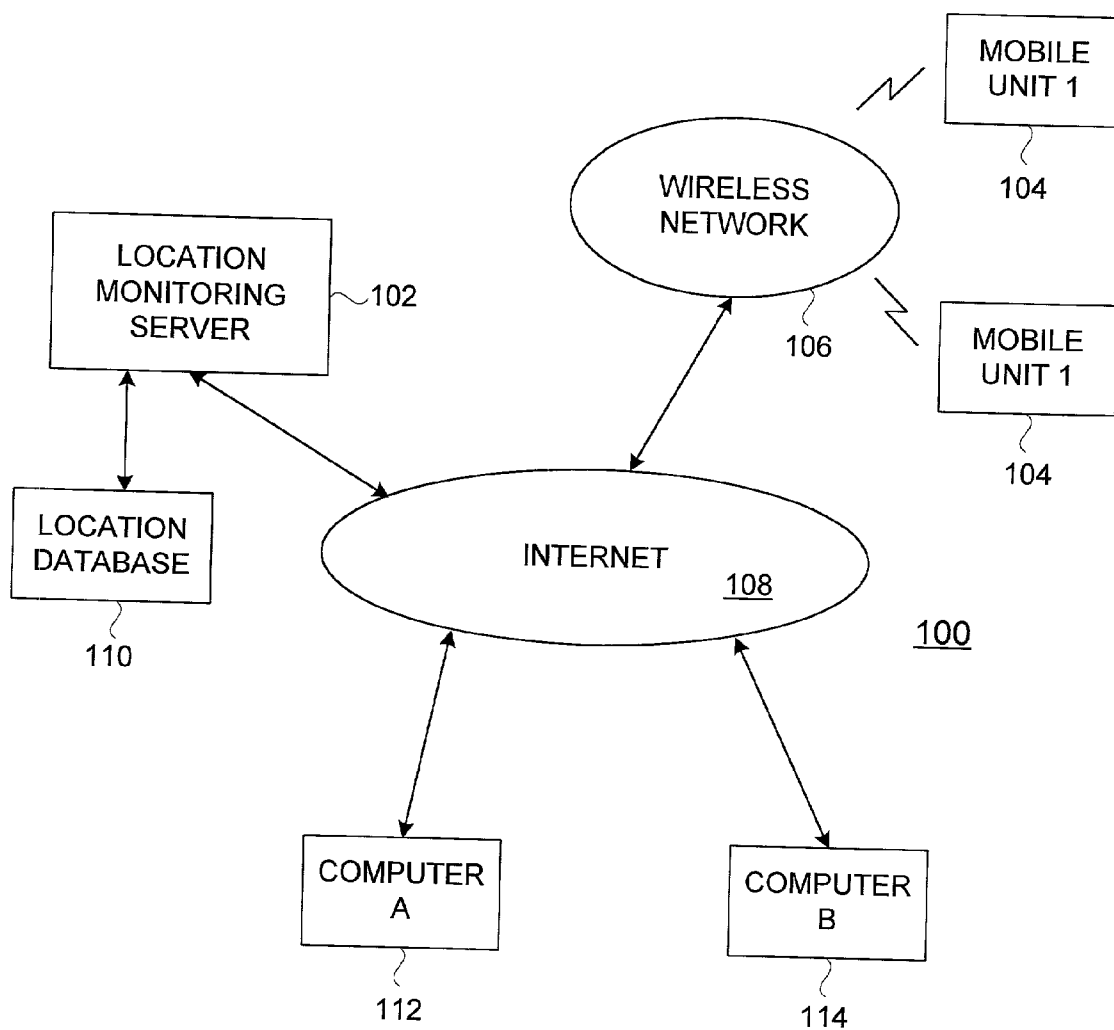 MOBILE
UNIT 1
104
WIRELESS
NETWORK
106
LOCATION
MONITORING
SERVER
102
MOBILE
UNIT 1
104
LOCATION
DATABASE
110
INTERNET
108
100
COMPUTER
A
112
COMPUTER
B
114